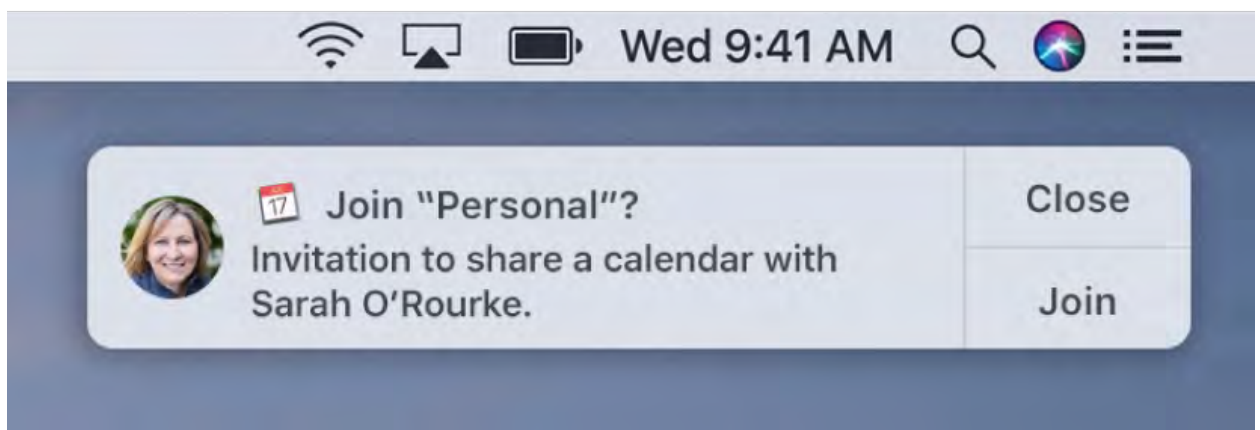 Wed 9:41 AM
17
Join “Personal”?
Invitation to share a calendar with
Sarah O’Rourke.
Close
Join